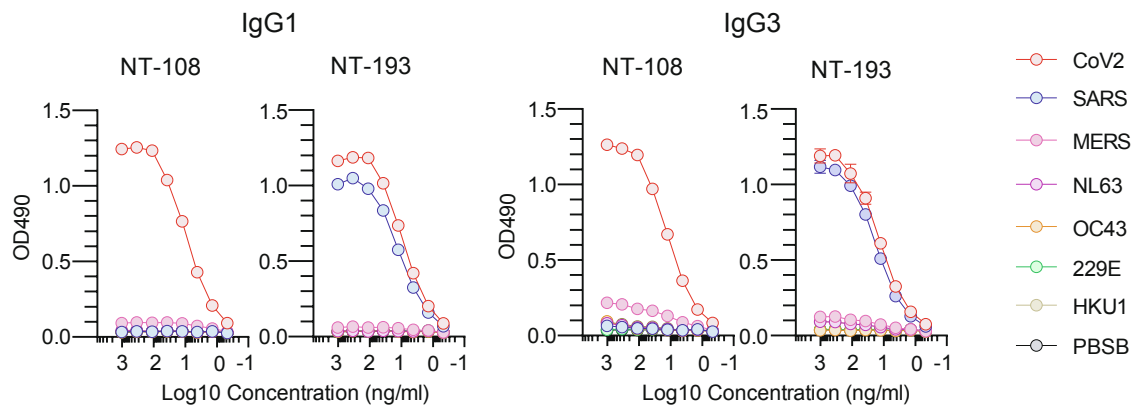 IgG1
IgG3
NT-108
NT-193
NT-108
NT-193
1.5
1.0
0.5
0.0
OD490
3 2 1 0 -1
1.5
1.0
0.5
0.0
3 2 1 0 -1
Log10 Concentration (ng/ml)
1.5
1.0
0.5
0.0
OD490
3 2 1 0 -1
1.5
1.0
0.5
0.0
3 2 1 0 -1
Log10 Concentration (ng/ml)
CoV2
SARS
MERS
NL63
OC43
229E
HKU1
PBSB